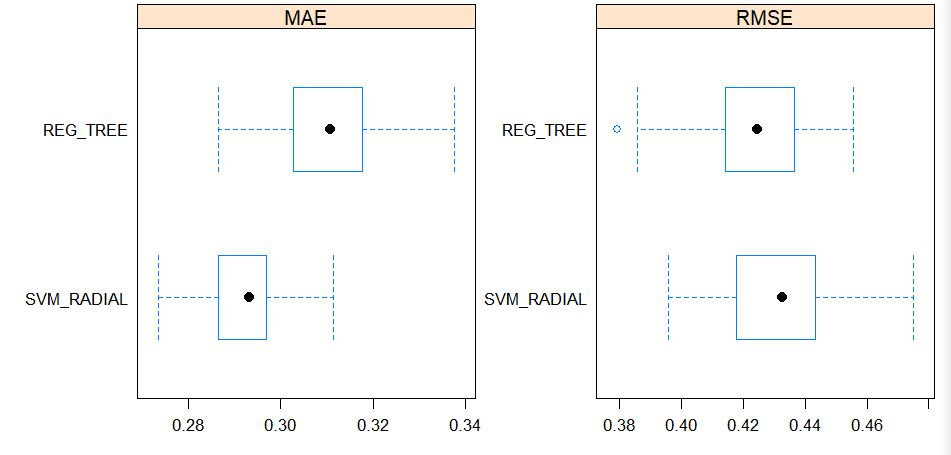 MAE RMSE
REG_TREE REG_TREE
SVM_RADIAL SVM_RADIAL
0.28 0.30 0.32 0.34 0.38 0.40 0.42 0.44 0.46